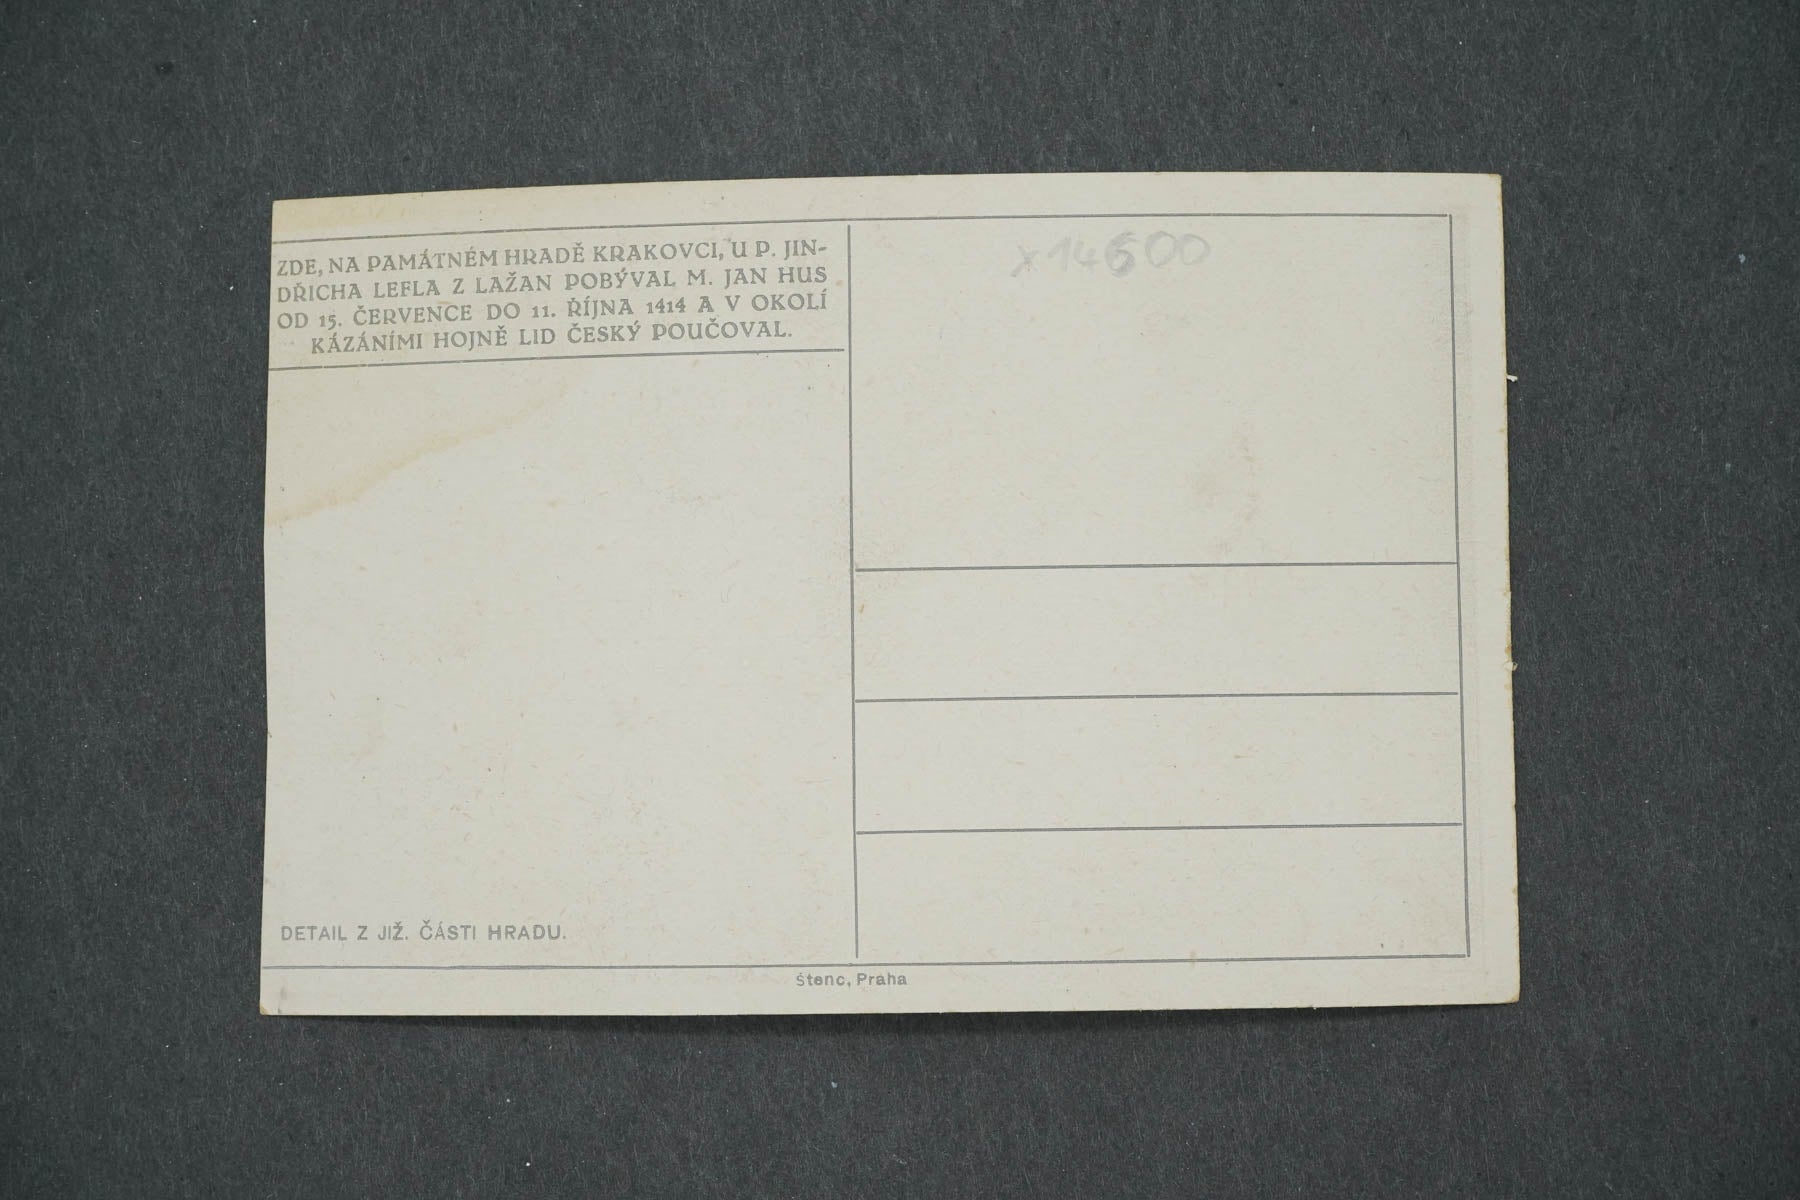 ZDE, NA PAMÁTNÉM HRADĚ KRAKOVCI, U P. JIN-
DŘICHA LEFLA Z LAŽAN POBÝVAL M. JAN HUS
OD 15. ČERVENCE DO 11. ŘÍJNA 1414 A V OKOLÍ
KÁZÁNÍMI HOJNĚ LID ČESKÝ POUČOVAL.
x14600
DETAIL Z JIŽ. ČÁSTI HRADU.
Štenc, Praha